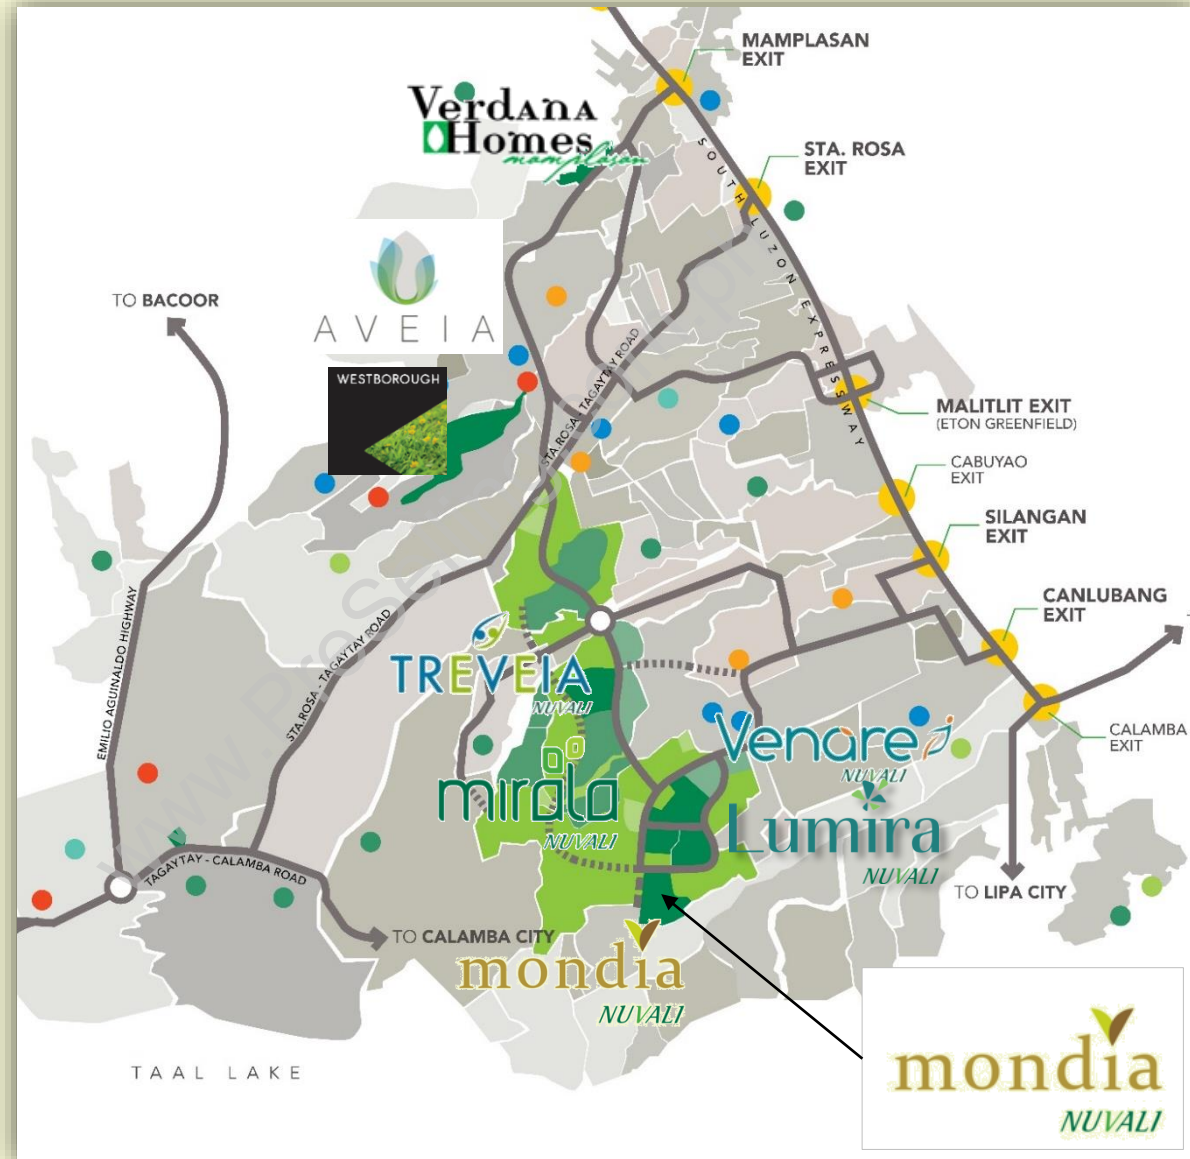 MAMPLASAN
EXIT
Verdana
Homes
mamplasan
STA. ROSA
EXIT
SOUTH LUZON EXPRESSWAY
TO BACOOR
AVEIA
WESTBOROUGH
STA.ROSA - TAGAYTAY ROAD
MALITLIT EXIT
(ETON GREENFIELD)
CABUYAO
EXIT
SILANGAN
EXIT
CANLUBANG
EXIT
EMILIO AGUINALDO HIGHWAY
STA.ROSA - TAGAYTAY ROAD
TREVEIA
NUVALI
Venare
NUVALI
CALAMBA
EXIT
mirala
NUVALI
Lumira
NUVALI
TAGAYTAY - CALAMBA ROAD
TO LIPA CITY
TO CALAMBA CITY
mondia
NUVALI
TAAL LAKE
mondia
NUVALI